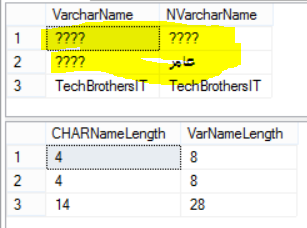 VarcharName NVarcharName
1 ???? ????
2 ???? عامر
3 TechBrothersIT TechBrothersIT
CHARNameLength VarNameLength
1 4 8
2 4 8
3 14 28